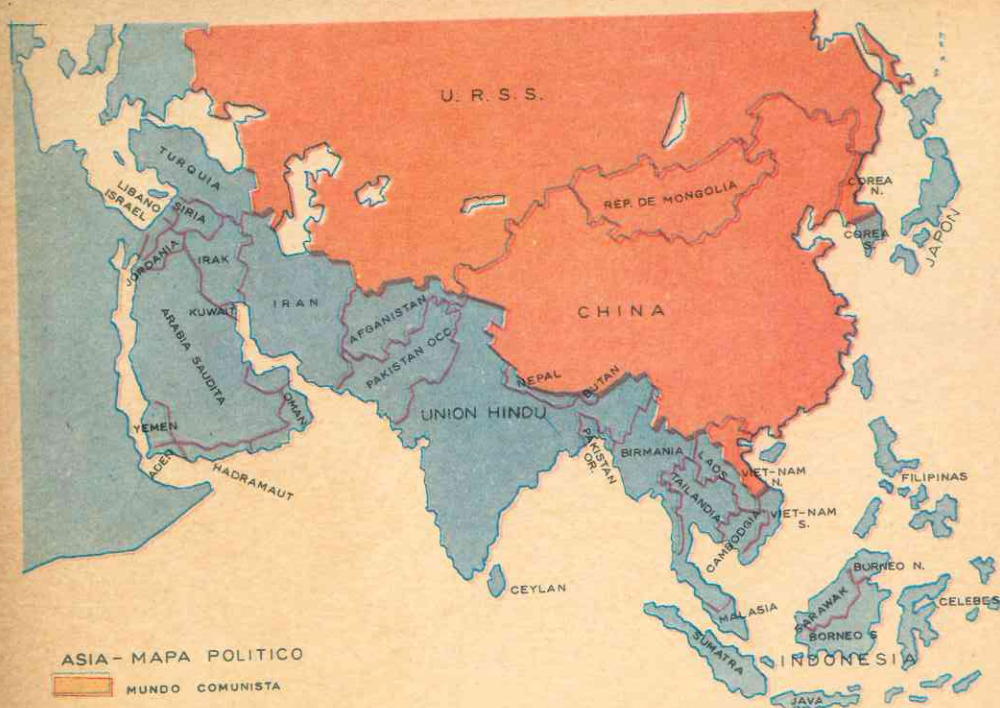 U. R. S. S.
TURQUIA
LIBANO
ISRAEL
SIRIA
JORDANIA
IRAK
KUWAIT
IRAN
ARABIA SAUDITA
OMAN
YEMEN
ADEN
HADRAMAUT
AFGANISTAN
PAKISTAN OCC.
REP. DE MONGOLIA
CHINA
COREA
N.
COREA
S.
JAPON
NEPAL
BUTAN
UNION HINDU
PAKISTAN
OR.
BIRMANIA
LAOS
TAILANDIA
VIET-NAM
N.
VIET-NAM
S.
CAMBODGIA
FILIPINAS
CEYLAN
MALASIA
BORNEO N.
SARAWAK
BORNEO S
CELEBES
SUMATRA
INDONESIA
JAVA
ASIA - MAPA POLITICO
MUNDO COMUNISTA